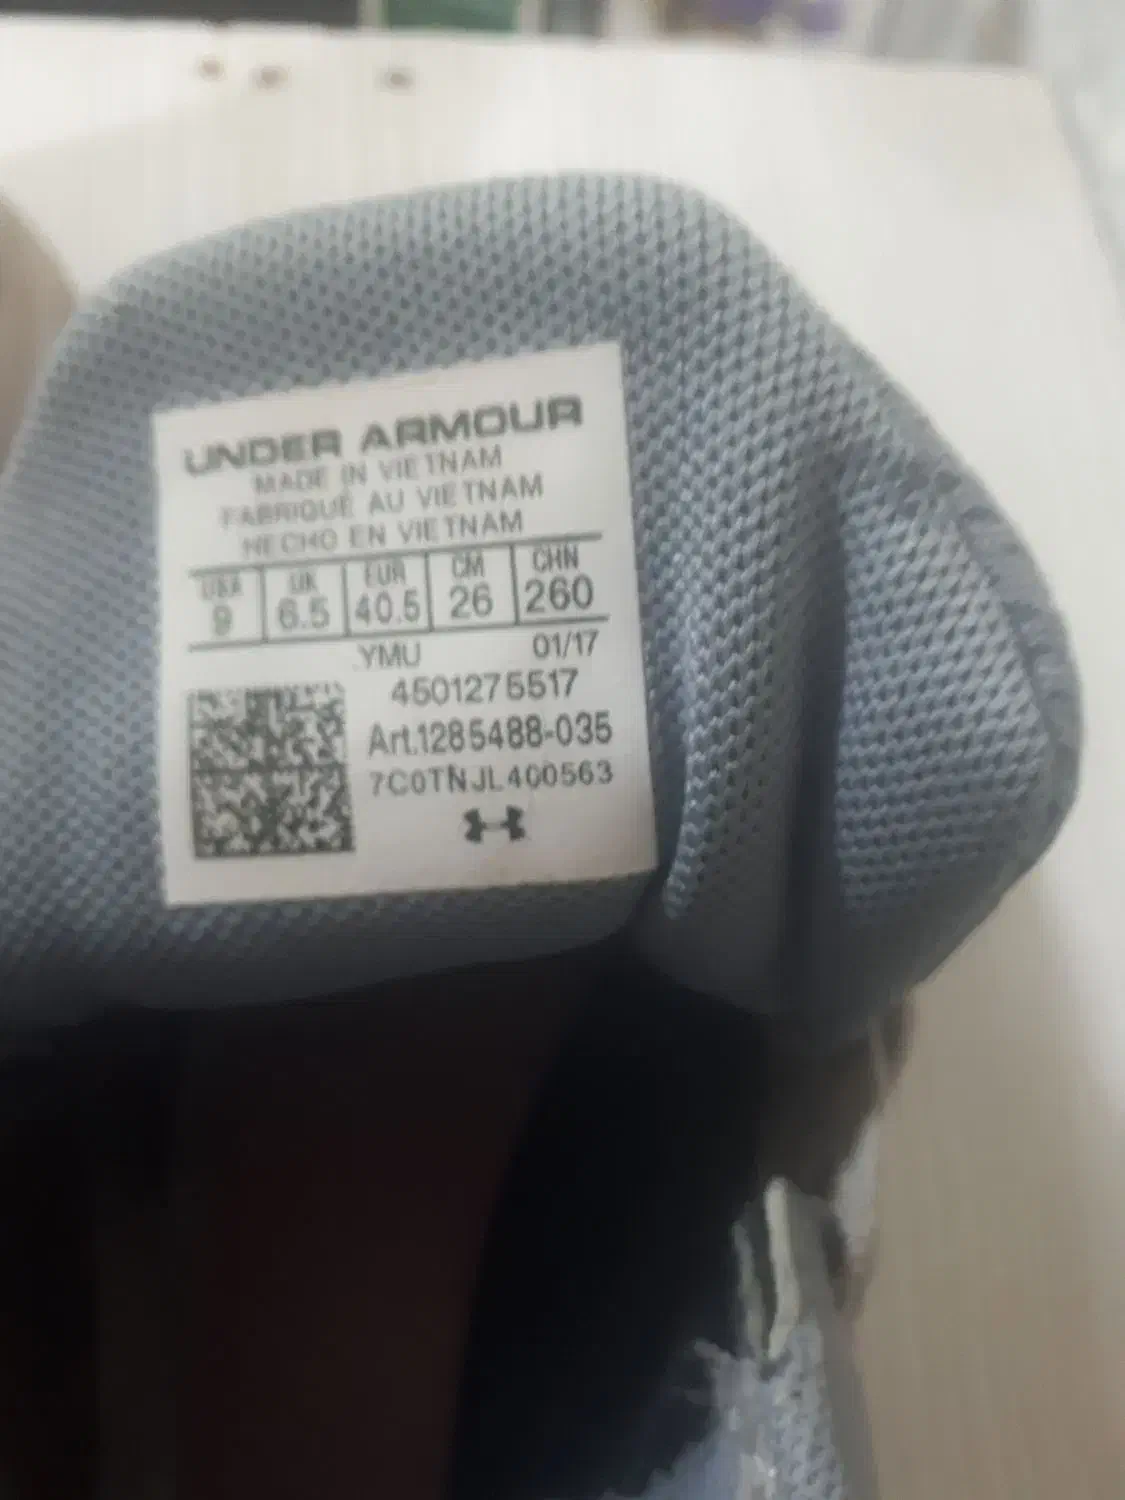 UNDER ARMOUR
MADE IN VIETNAM
FABRIQUÉ AU VIETNAM
HECHO EN VIETNAM
USA UK EUR CM CHN
9 6.5 40.5 26 260
YMU 01/17
4501275517
Art.1285488-035
7C0TNJL400563